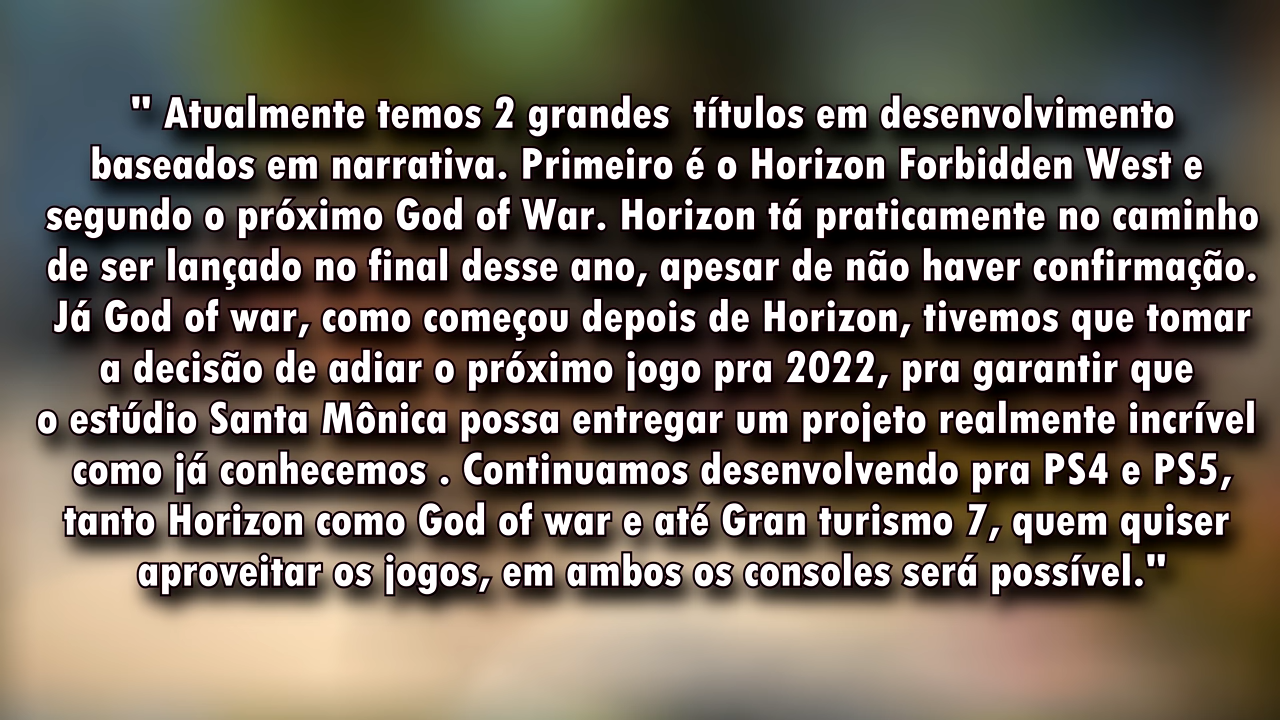 " Atualmente temos 2 grandes  títulos em desenvolvimento
baseados em narrativa. Primeiro é o Horizon Forbidden West e
segundo o próximo God of War. Horizon tá praticamente no caminho
de ser lançado no final desse ano, apesar de não haver confirmação.
Já God of war, como começou depois de Horizon, tivemos que tomar
a decisão de adiar o próximo jogo pra 2022, pra garantir que
o estúdio Santa Mônica possa entregar um projeto realmente incrível
como já conhecemos . Continuamos desenvolvendo pra PS4 e PS5,
tanto Horizon como God of war e até Gran turismo 7, quem quiser
aproveitar os jogos, em ambos os consoles será possível."